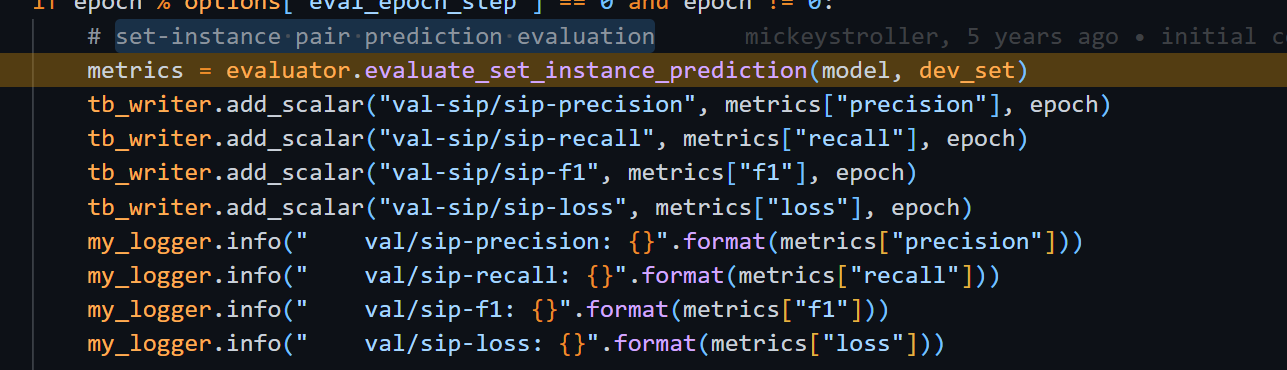 if epoch % options["eval_epoch_step"] == 0 and epoch != 0:
# set-instance pair prediction evaluation mickeystroller, 5 years ago • initial c
metrics = evaluator.evaluate_set_instance_prediction(model, dev_set)
tb_writer.add_scalar("val-sip/sip-precision", metrics["precision"], epoch)
tb_writer.add_scalar("val-sip/sip-recall", metrics["recall"], epoch)
tb_writer.add_scalar("val-sip/sip-f1", metrics["f1"], epoch)
tb_writer.add_scalar("val-sip/sip-loss", metrics["loss"], epoch)
my_logger.info("    val/sip-precision: {}".format(metrics["precision"]))
my_logger.info("    val/sip-recall: {}".format(metrics["recall"]))
my_logger.info("    val/sip-f1: {}".format(metrics["f1"]))
my_logger.info("    val/sip-loss: {}".format(metrics["loss"]))